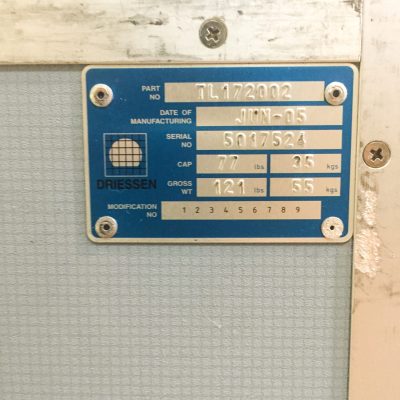 PART NO TL172002
DATE OF MANUFACTURING JUN-05
SERIAL NO 5017524
CAP 77 lbs 35 kgs
DRIESSEN
GROSS WT 121 lbs 55 kgs
MODIFICATION NO 1 2 3 4 5 6 7 8 9